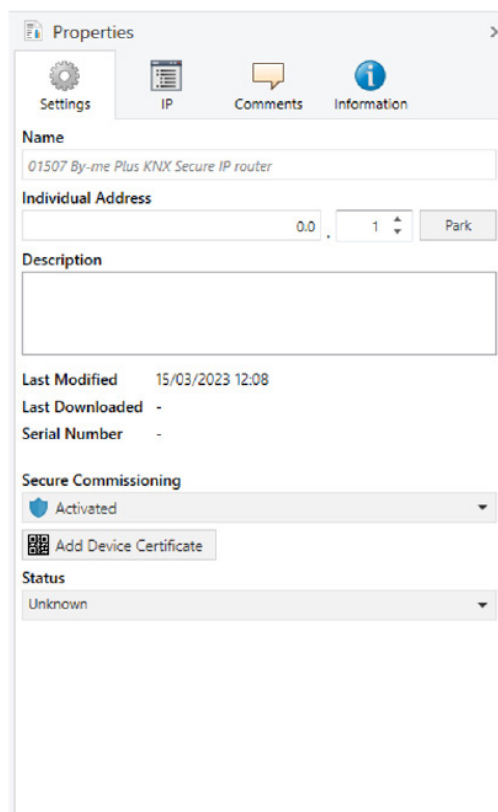 Properties
Settings IP Comments Information
Name
01507 By-me Plus KNX Secure IP router
Individual Address
0.0 . 1 Park
Description
Last Modified 15/03/2023 12:08
Last Downloaded -
Serial Number -
Secure Commissioning
Activated
Add Device Certificate
Status
Unknown